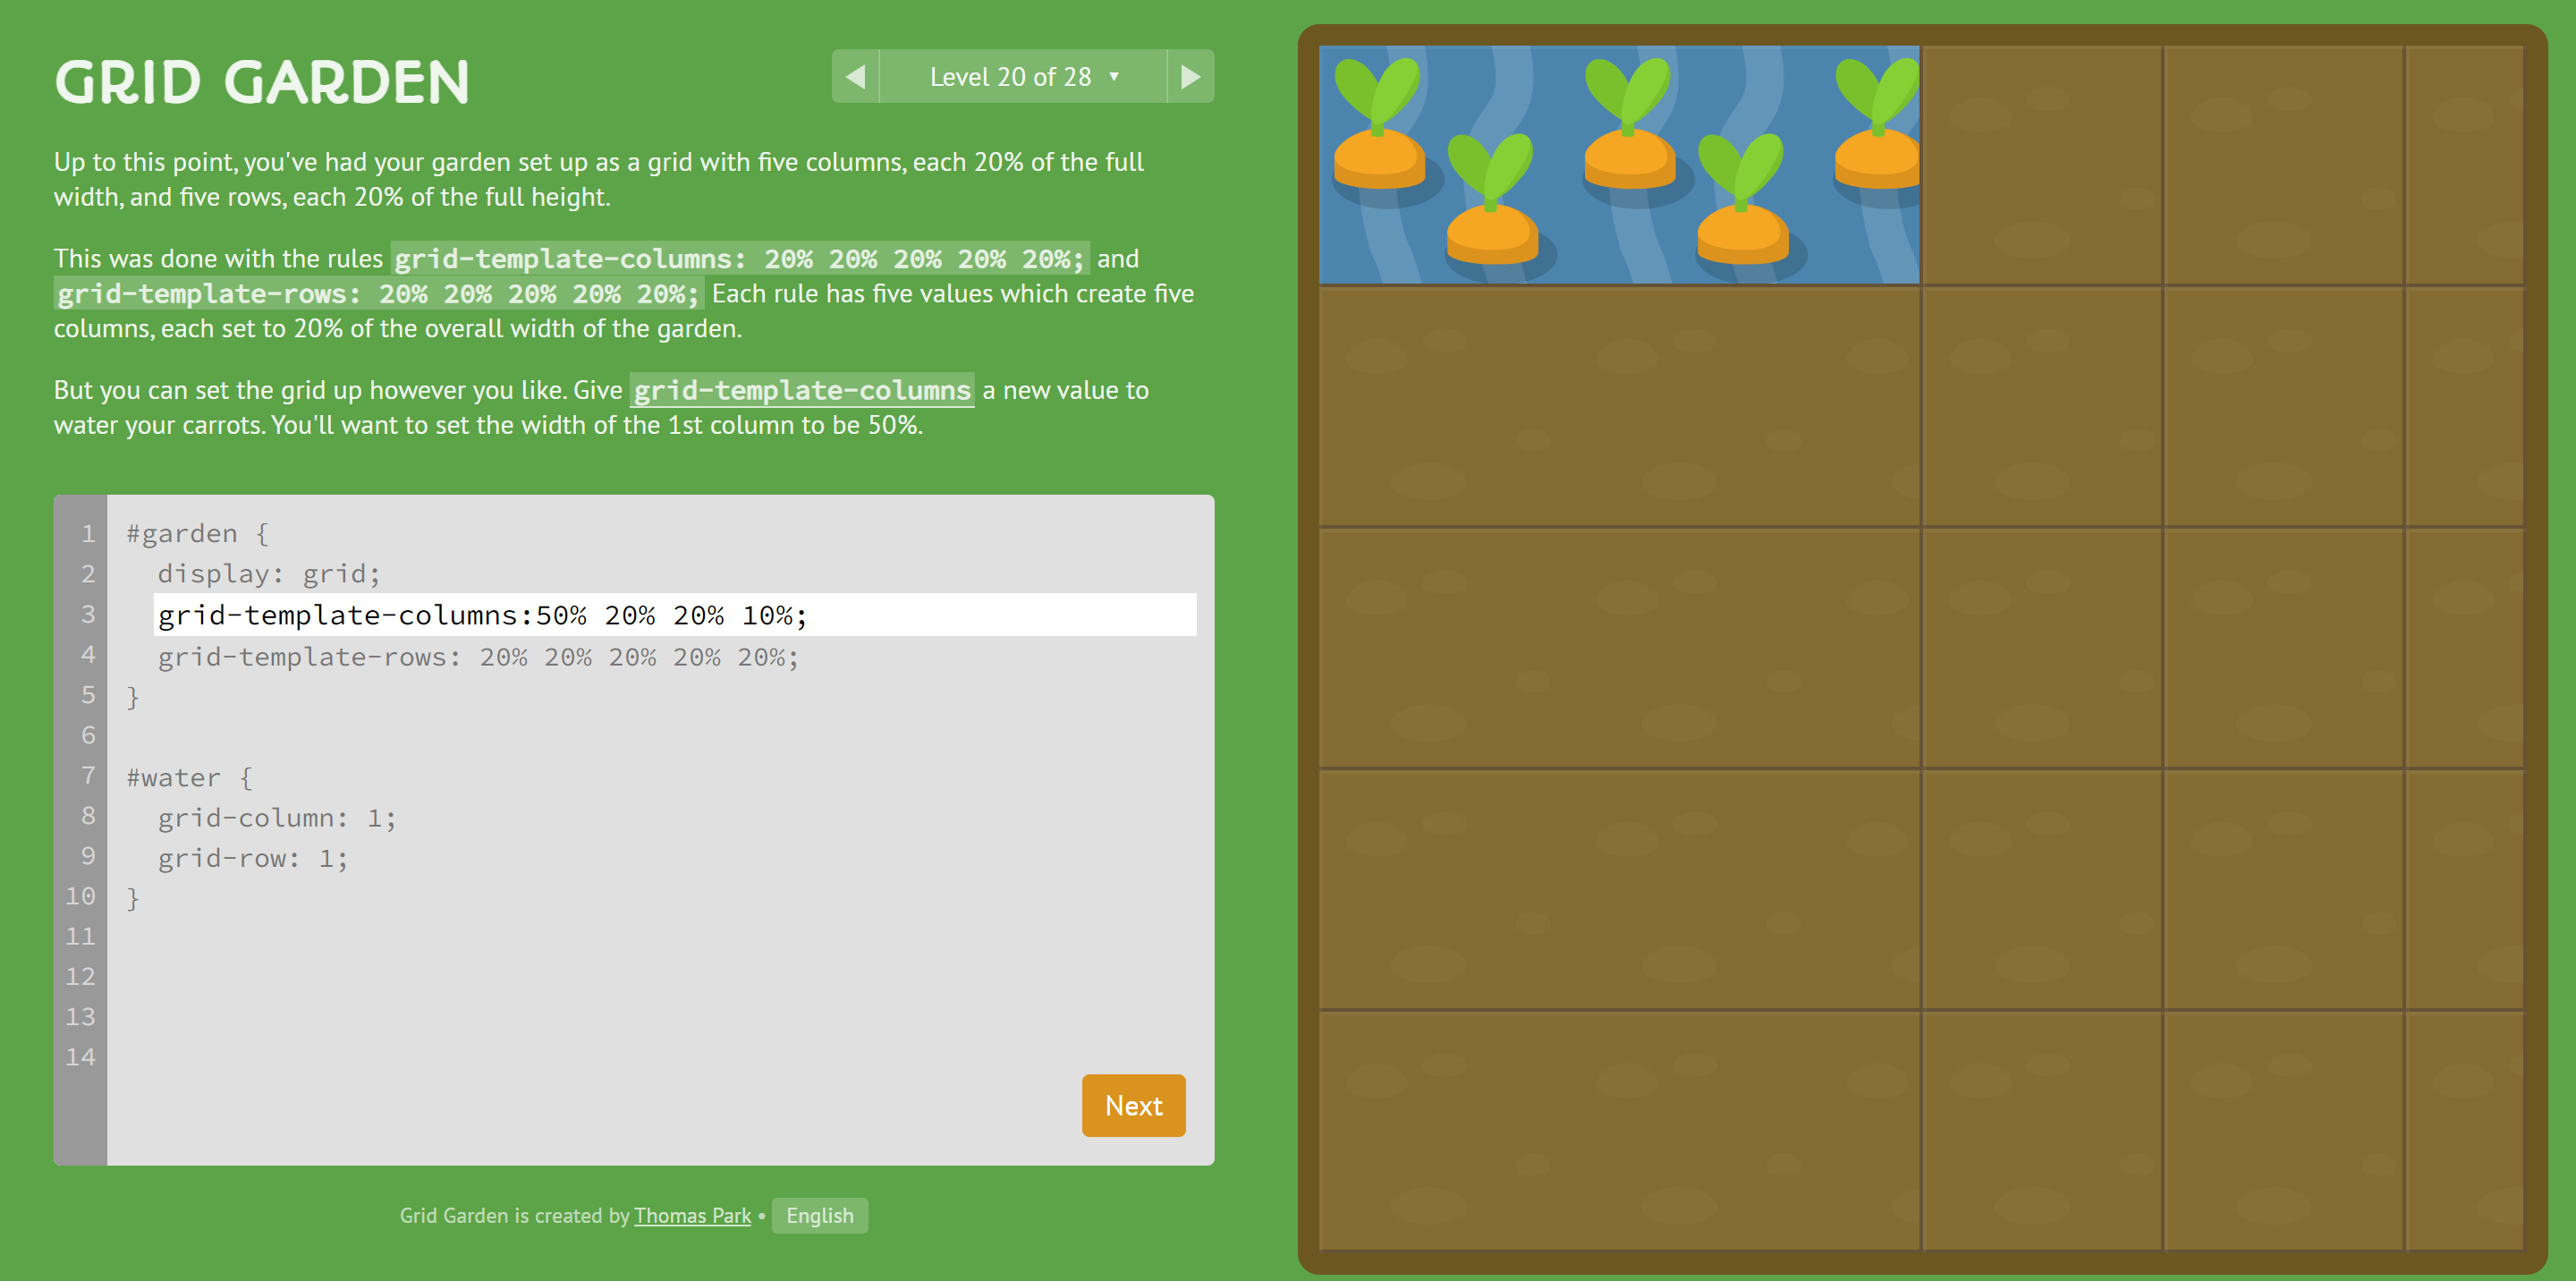 GRID GARDEN
Level 20 of 28 ▼
Up to this point, you've had your garden set up as a grid with five columns, each 20% of the full
width, and five rows, each 20% of the full height.
This was done with the rules grid-template-columns: 20% 20% 20% 20% 20%; and
grid-template-rows: 20% 20% 20% 20% 20%; Each rule has five values which create five
columns, each set to 20% of the overall width of the garden.
But you can set the grid up however you like. Give grid-template-columns a new value to
water your carrots. You'll want to set the width of the 1st column to be 50%.
1 #garden {
2   display: grid;
3   grid-template-columns:50% 20% 20% 10%;
4   grid-template-rows: 20% 20% 20% 20% 20%;
5 }
6
7 #water {
8   grid-column: 1;
9   grid-row: 1;
10 }
11
12
13
14
Next
Grid Garden is created by Thomas Park • English